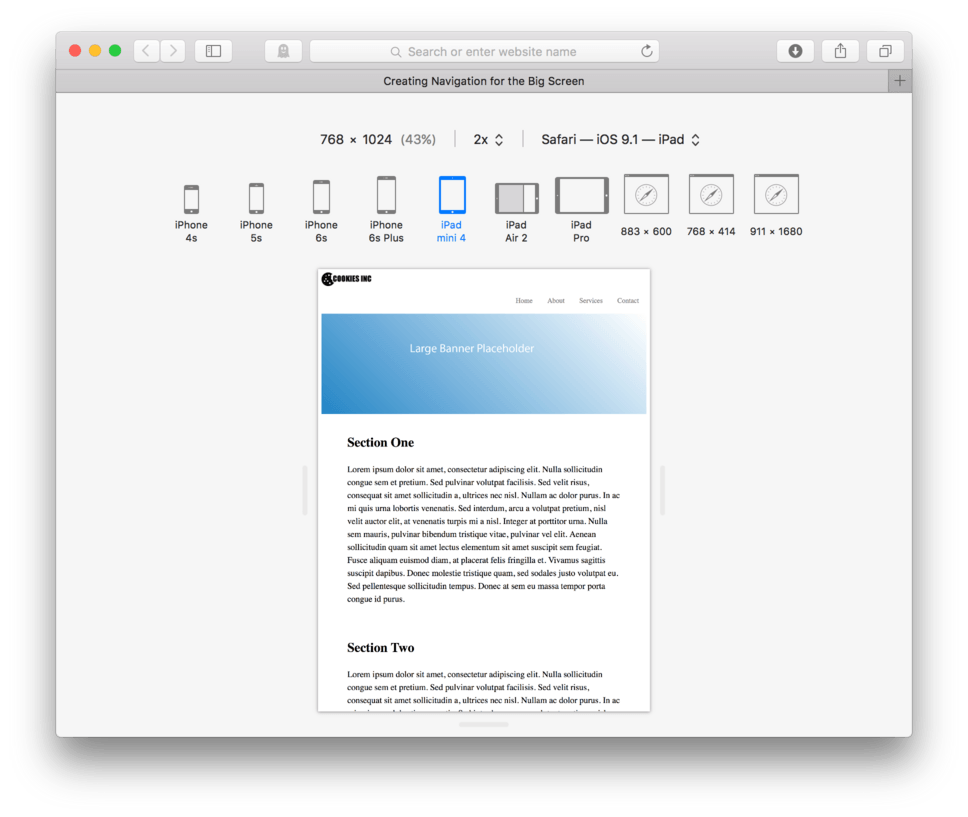 Search or enter website name
Creating Navigation for the Big Screen
768 × 1024 (43%) 2x Safari — iOS 9.1 — iPad
iPhone 4s
iPhone 5s
iPhone 6s
iPhone 6s Plus
iPad mini 4
iPad Air 2
iPad Pro
883 × 600
768 × 414
911 × 1680
COOKIES INC
Home About Services Contact
Large Banner Placeholder
Section One
Lorem ipsum dolor sit amet, consectetur adipiscing elit. Nulla sollicitudin
congue sem et pretium. Sed pulvinar volutpat facilisis. Sed velit risus,
consequat sit amet sollicitudin a, ultrices nec nisl. Nullam ac dolor purus. In ac
mi quis urna lobortis venenatis. Sed interdum, arcu a volutpat pretium, nisl
velit auctor elit, at venenatis turpis mi a nisl. Integer at porttitor urna. Nulla
sem mauris, pulvinar bibendum tristique vitae, pulvinar vel elit. Aenean
sollicitudin quam sit amet lectus elementum sit amet suscipit sem feugiat.
Fusce aliquam euismod diam, at placerat felis fringilla et. Vivamus sagittis
suscipit dapibus. Donec molestie tristique quam, sed sodales justo volutpat eu.
Sed pellentesque sollicitudin tempus. Donec at sem eu massa tempor porta
congue id purus.
Section Two
Lorem ipsum dolor sit amet, consectetur adipiscing elit. Nulla sollicitudin
congue sem et pretium. Sed pulvinar volutpat facilisis. Sed velit risus,
consequat sit amet sollicitudin a, ultrices nec nisl. Nullam ac dolor purus. In ac